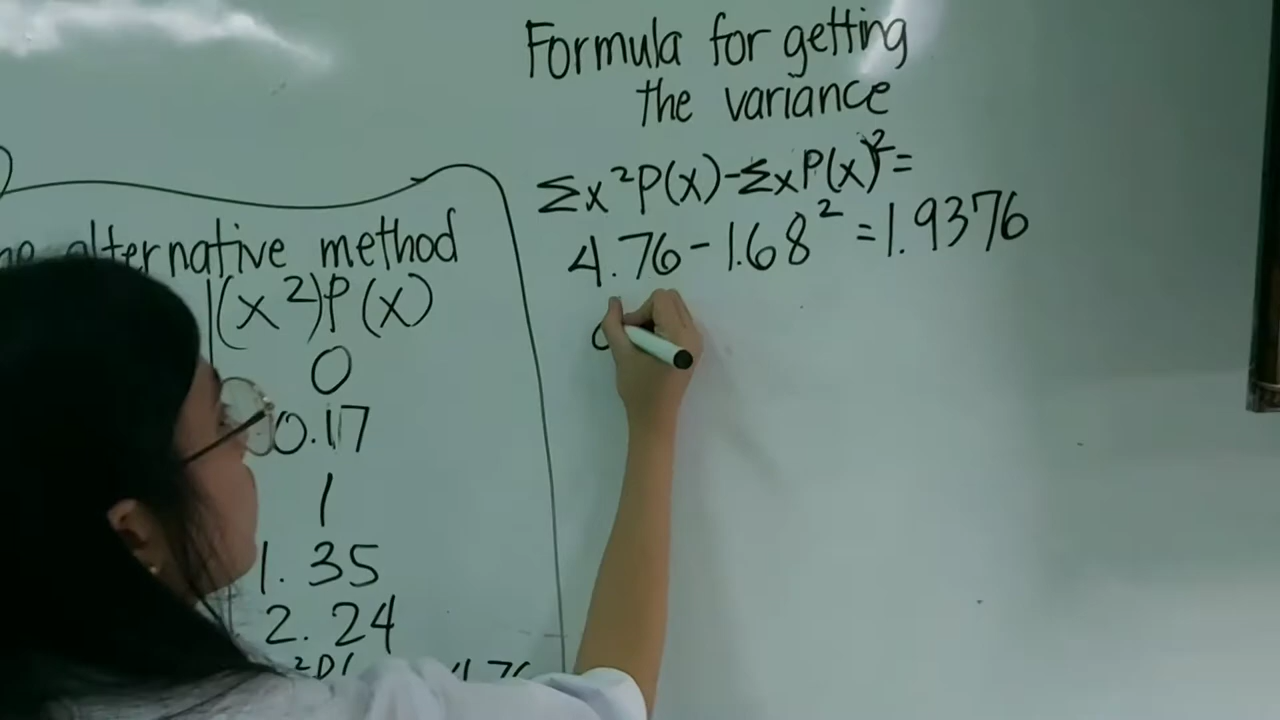 Formula for getting
the variance
Σx²P(x)-ΣxP(x)²=
4.76-1.68²=1.9376
alternative method
(x²)P(x)
0
0.17
1
1.35
2.24